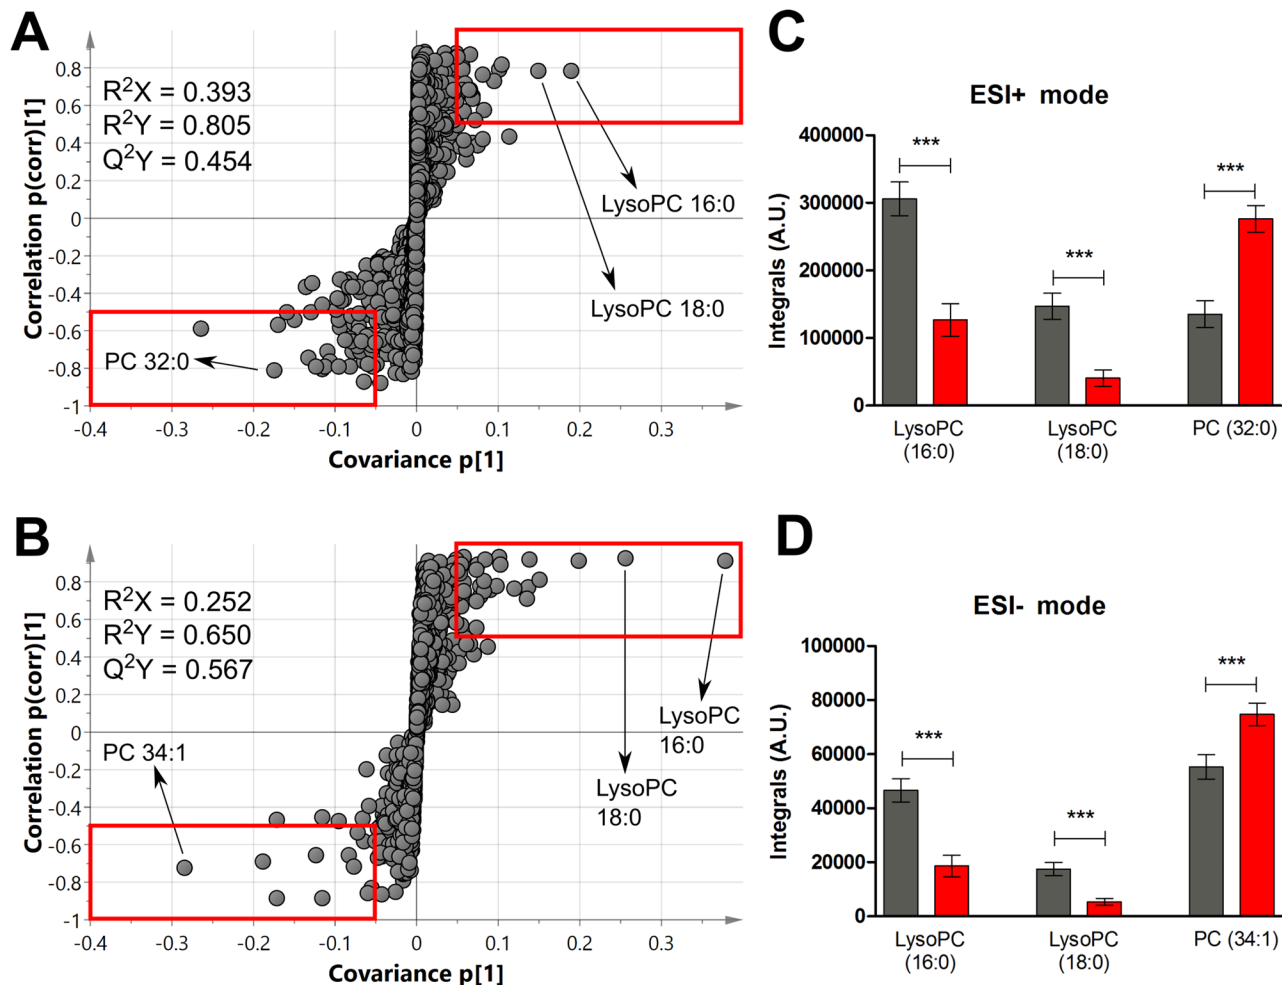 A
R²X = 0.393
R²Y = 0.805
Q²Y = 0.454
LysoPC 16:0
LysoPC 18:0
PC 32:0
Correlation p(corr)[1]
0.8
0.6
0.4
0.2
0
-0.2
-0.4
-0.6
-0.8
-1
-0.4 -0.3 -0.2 -0.1 0 0.1 0.2 0.3
Covariance p[1]
B
R²X = 0.252
R²Y = 0.650
Q²Y = 0.567
LysoPC
16:0
PC 34:1
LysoPC
18:0
Correlation p(corr)[1]
0.8
0.6
0.4
0.2
0
-0.2
-0.4
-0.6
-0.8
-1
-0.4 -0.3 -0.2 -0.1 0 0.1 0.2 0.3
Covariance p[1]
C
ESI+ mode
Integrals (A.U.)
400000
300000
200000
100000
0
*** *** ***
LysoPC LysoPC PC (32:0)
(16:0) (18:0)
D
ESI- mode
Integrals (A.U.)
100000
80000
60000
40000
20000
0
*** *** ***
LysoPC LysoPC PC (34:1)
(16:0) (18:0)